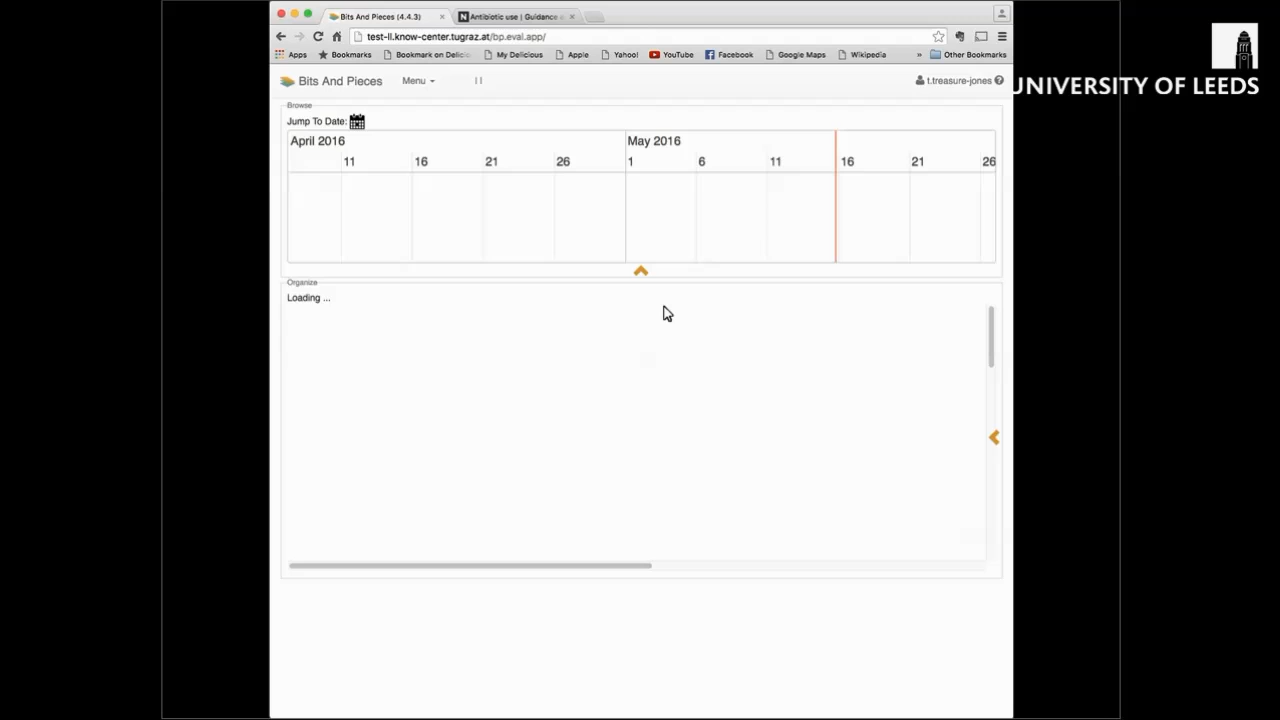 Bits And Pieces (4.4.3)
Antibiotic use | Guidance
test-ll.know-center.tugraz.at/bp.eval.app/
Apps Bookmarks Bookmark on Delici My Delicious Apple Yahoo! YouTube Facebook Google Maps Wikipedia » Other Bookmarks
Bits And Pieces Menu t.treasure-jones
UNIVERSITY OF LEEDS
Browse
Jump To Date:
April 2016 May 2016
11 16 21 26 1 6 11 16 21 26
Organize
Loading ...